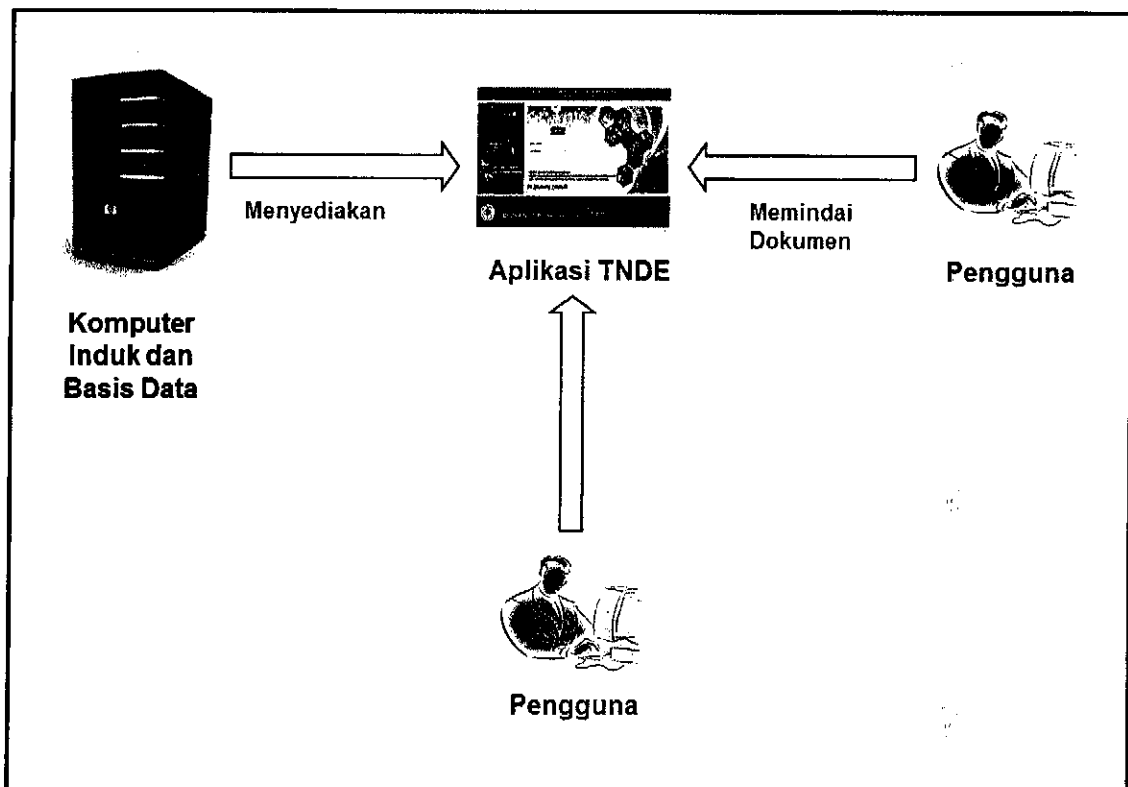 Menyediakan
Memindai
Dokumen
Aplikasi TNDE
Pengguna
Komputer
Induk dan
Basis Data
Pengguna